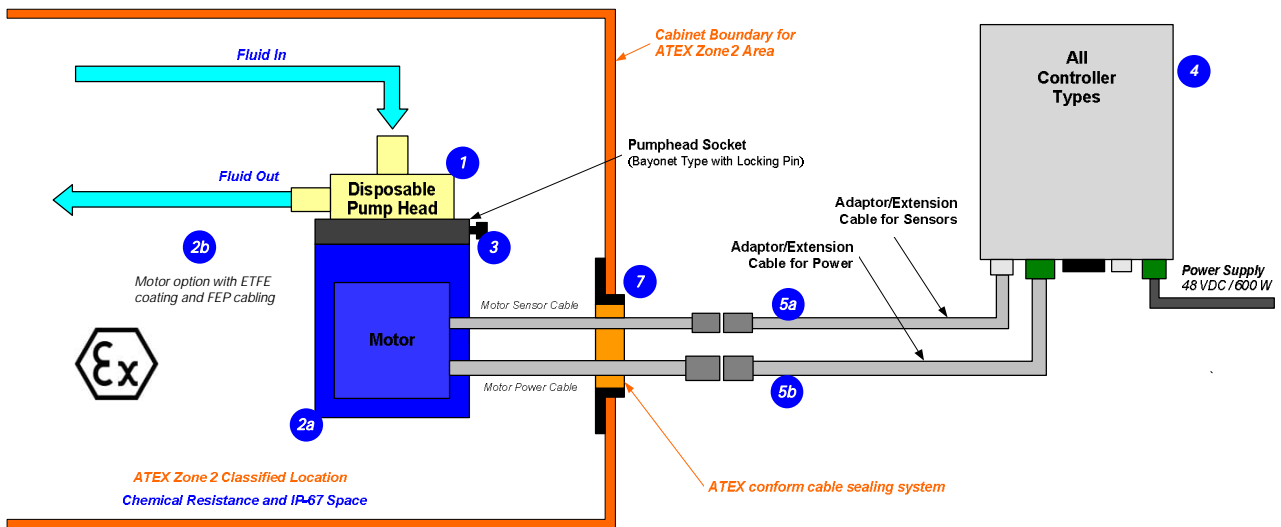 Fluid In
Cabinet Boundary for
ATEX Zone 2 Area
All
Controller
Types
4
Pumphead Socket
(Bayonet Type with Locking Pin)
1
Fluid Out
Disposable
Pump Head
Adaptor/Extension
Cable for Sensors
2b
3
Adaptor/Extension
Cable for Power
Motor option with ETFE
coating and FEP cabling
7
Power Supply
48 VDC / 600 W
Motor Sensor Cable
5a
Motor
εx
Motor Power Cable
5b
2a
ATEX Zone 2 Classified Location
Chemical Resistance and IP-67 Space
ATEX conform cable sealing system